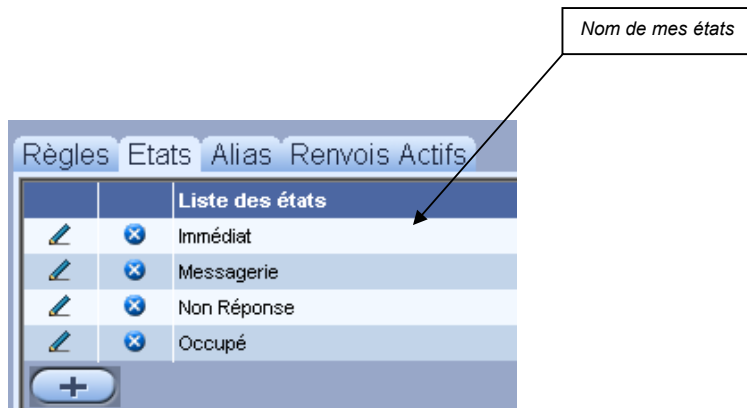 Nom de mes états
Règles Etats Alias Renvois Actifs
Liste des états
Immédiat
Messagerie
Non Réponse
Occupé